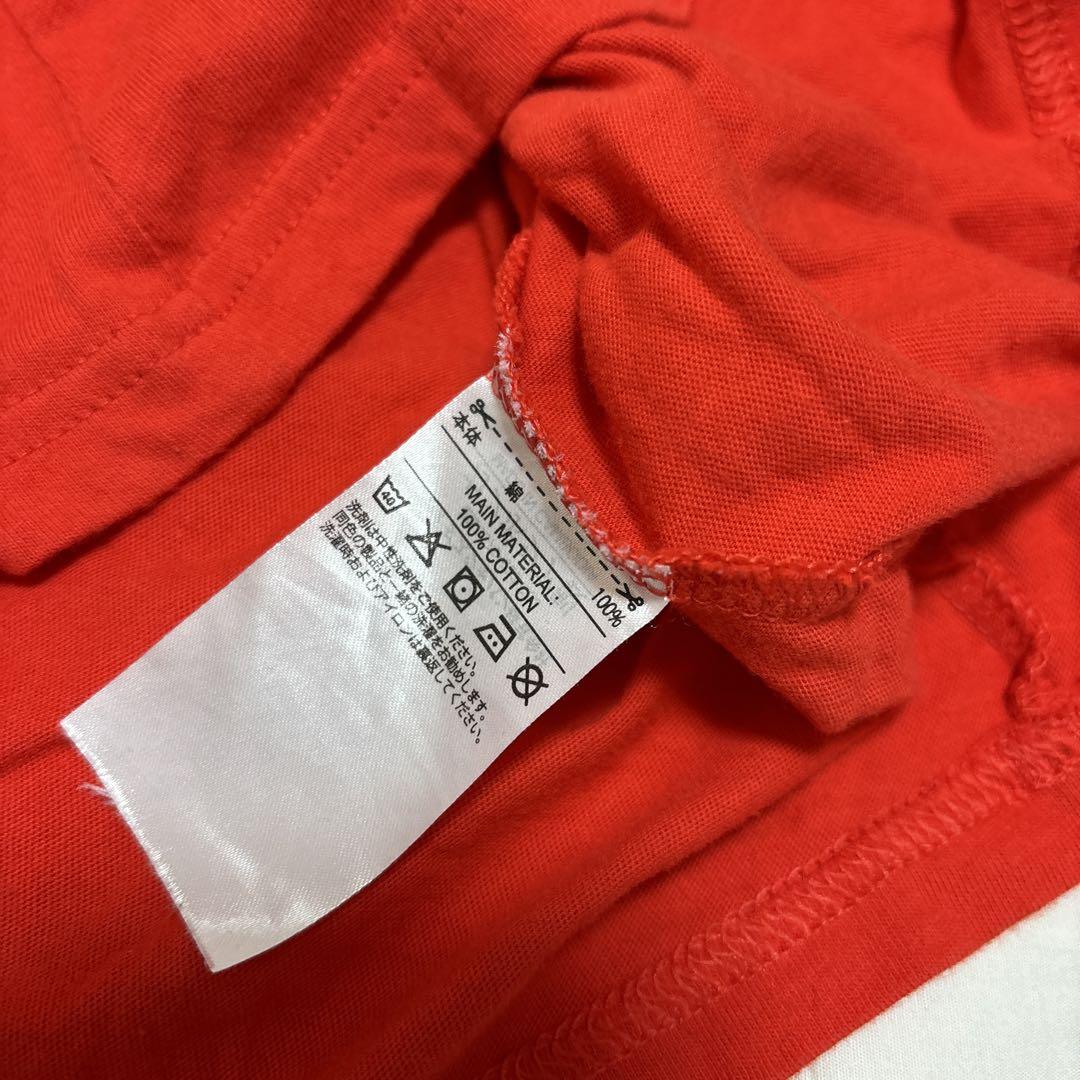 本体
綿 100%
MAIN MATERIAL:
100% COTTON
40
洗剤は中性洗剤をご使用ください。
同色の製品と一緒の洗濯をお勧めします。
洗濯時およびアイロンは裏返してください。